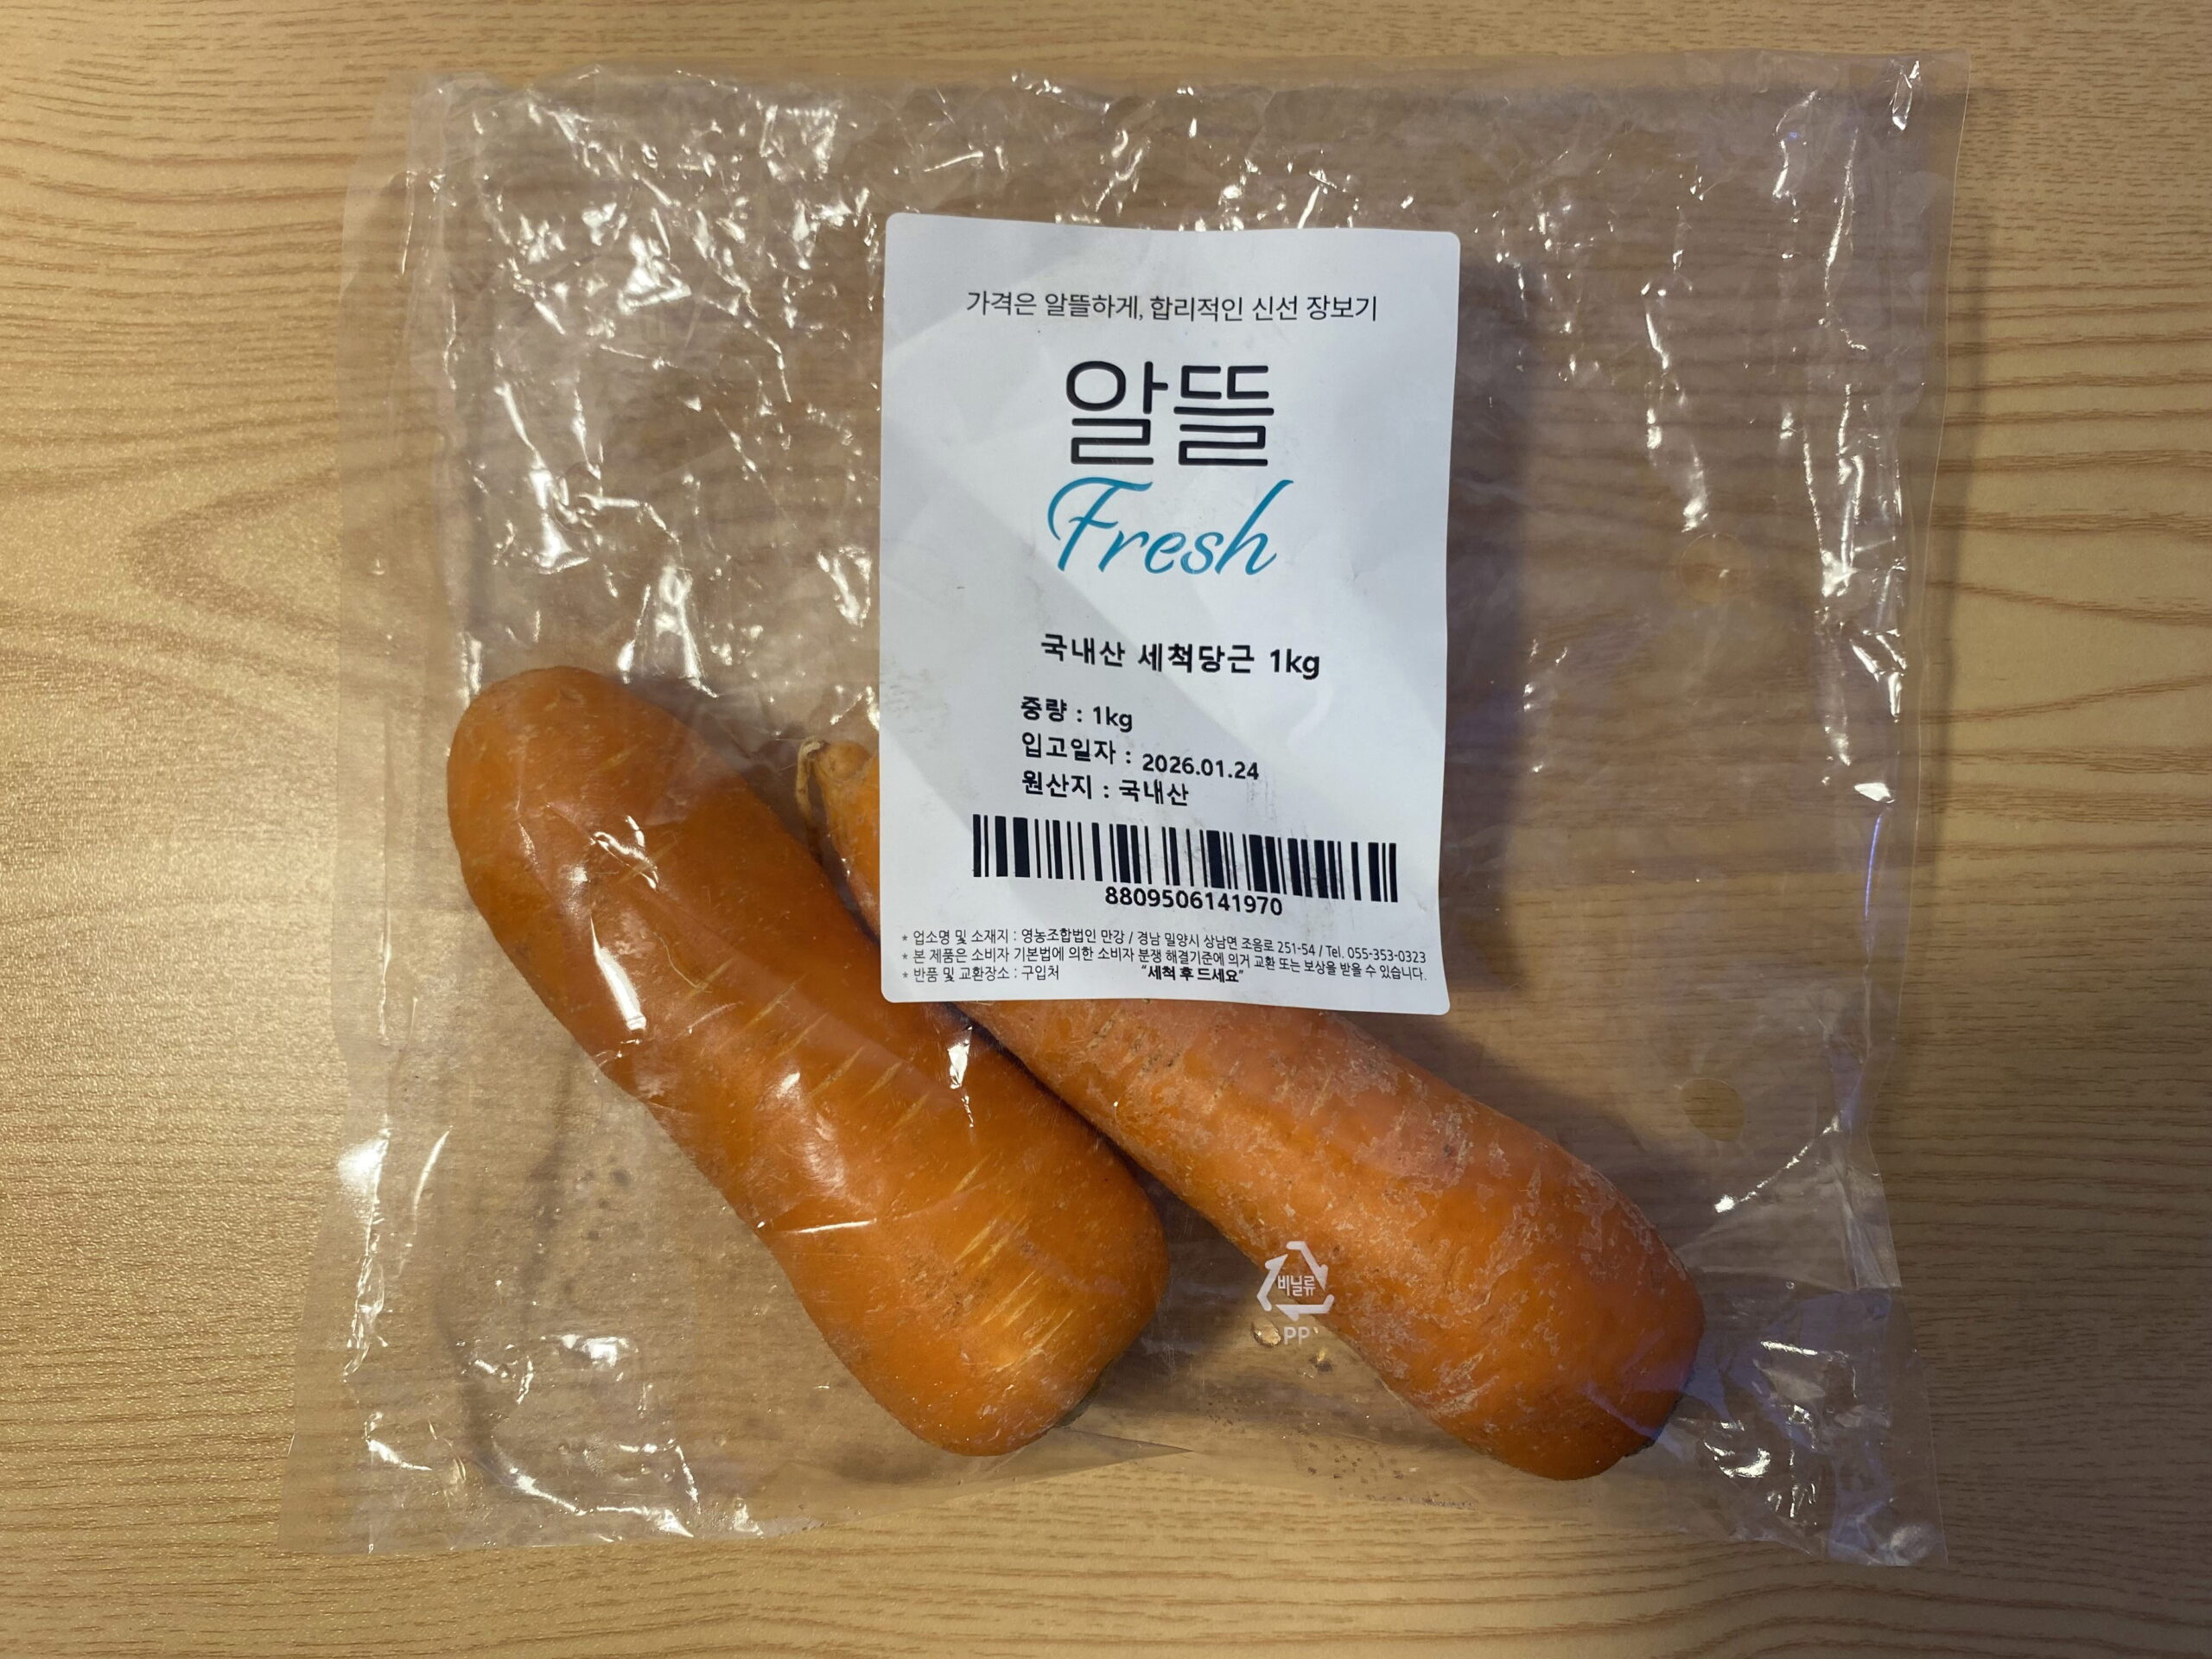 가격은 알뜰하게, 합리적인 신선 장보기
알뜰
Fresh
국내산 세척당근 1kg
중량 : 1kg
입고일자 : 2026.01.24
원산지 : 국내산
8809506141970
* 업소명 및 소재지 : 영농조합법인 만강 / 경남 밀양시 상남면 조음로 251-54 / Tel. 055-353-0323
* 본 제품은 소비자 기본법에 의한 소비자 분쟁 해결기준에 의거 교환 또는 보상을 받을 수 있습니다.
* 반품 및 교환장소 : 구입처 "세척 후 드세요"
비닐류
PP